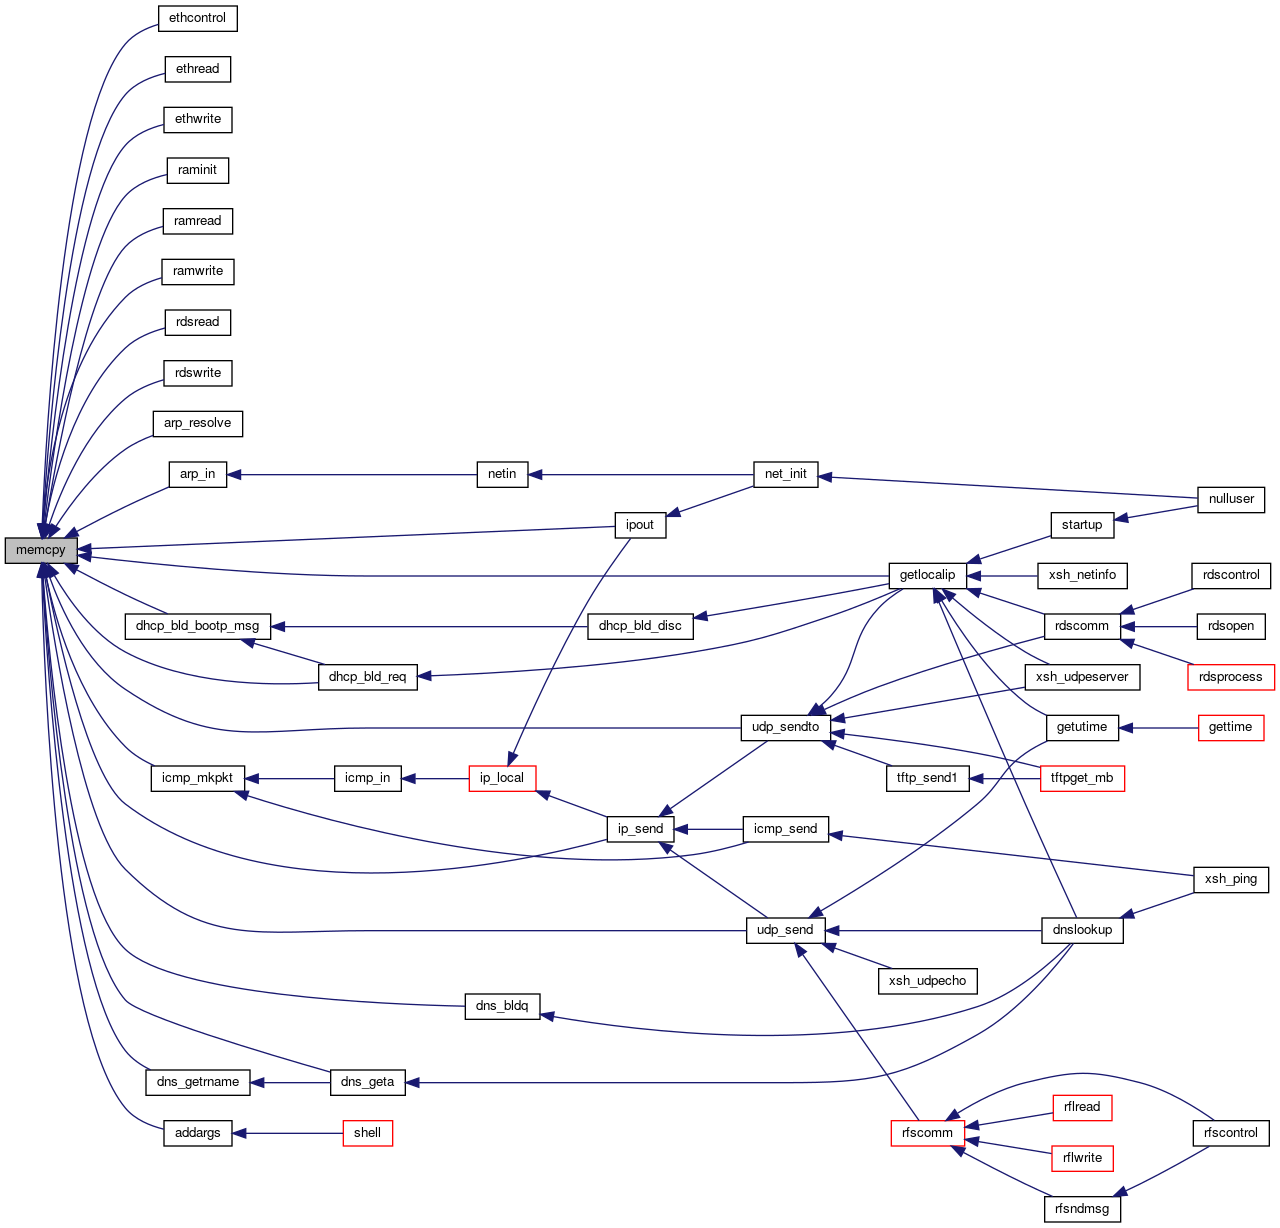 ethcontrol
ethread
ethwrite
raminit
ramread
ramwrite
rdsread
rdswrite
arp_resolve
arp_in
netin
net_init
nulluser
ipout
startup
memcpy
getlocalip
xsh_netinfo
rdscontrol
dhcp_bld_bootp_msg
dhcp_bld_disc
rdscomm
rdsopen
dhcp_bld_req
xsh_udpeserver
rdsprocess
udp_sendto
getutime
gettime
icmp_mkpkt
icmp_in
ip_local
tftp_send1
tftpget_mb
ip_send
icmp_send
xsh_ping
udp_send
dnslookup
xsh_udpecho
dns_bldq
dns_getrname
dns_geta
rflread
addargs
shell
rfscomm
rfscontrol
rflwrite
rfsndmsg